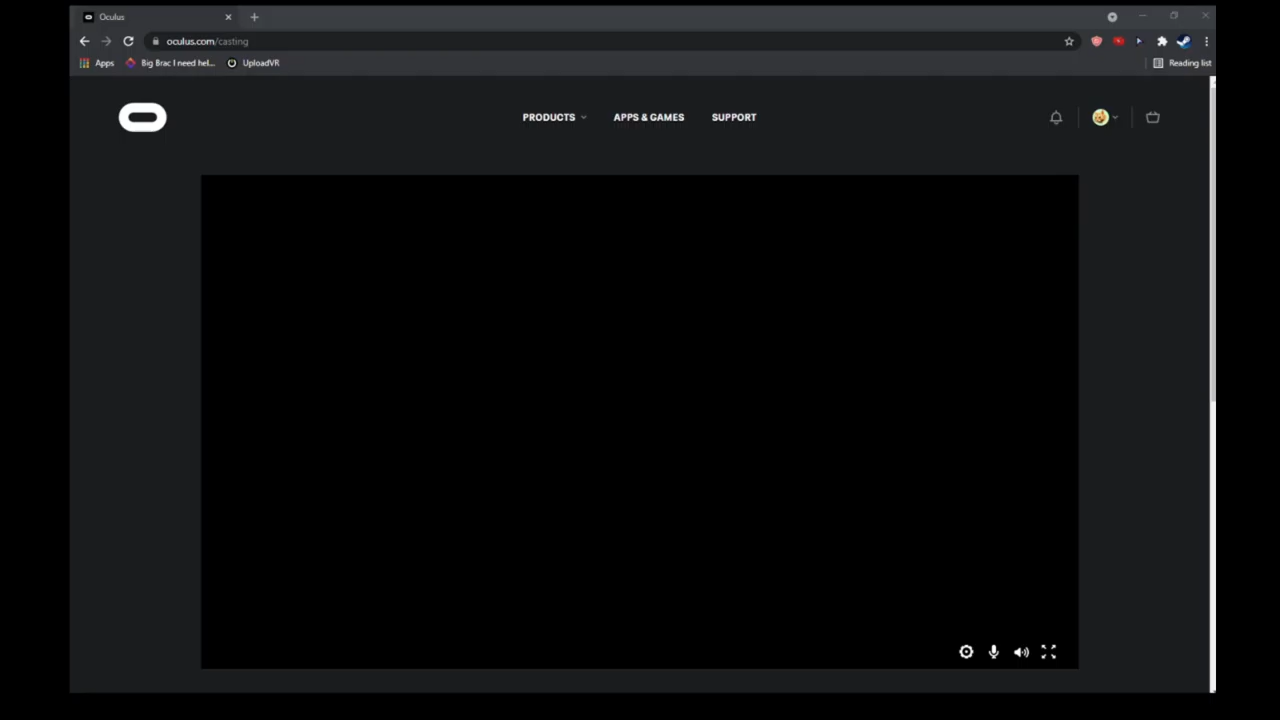 Oculus
oculus.com/casting
Apps Big Brac I need hel... UploadVR Reading list
PRODUCTS APPS & GAMES SUPPORT